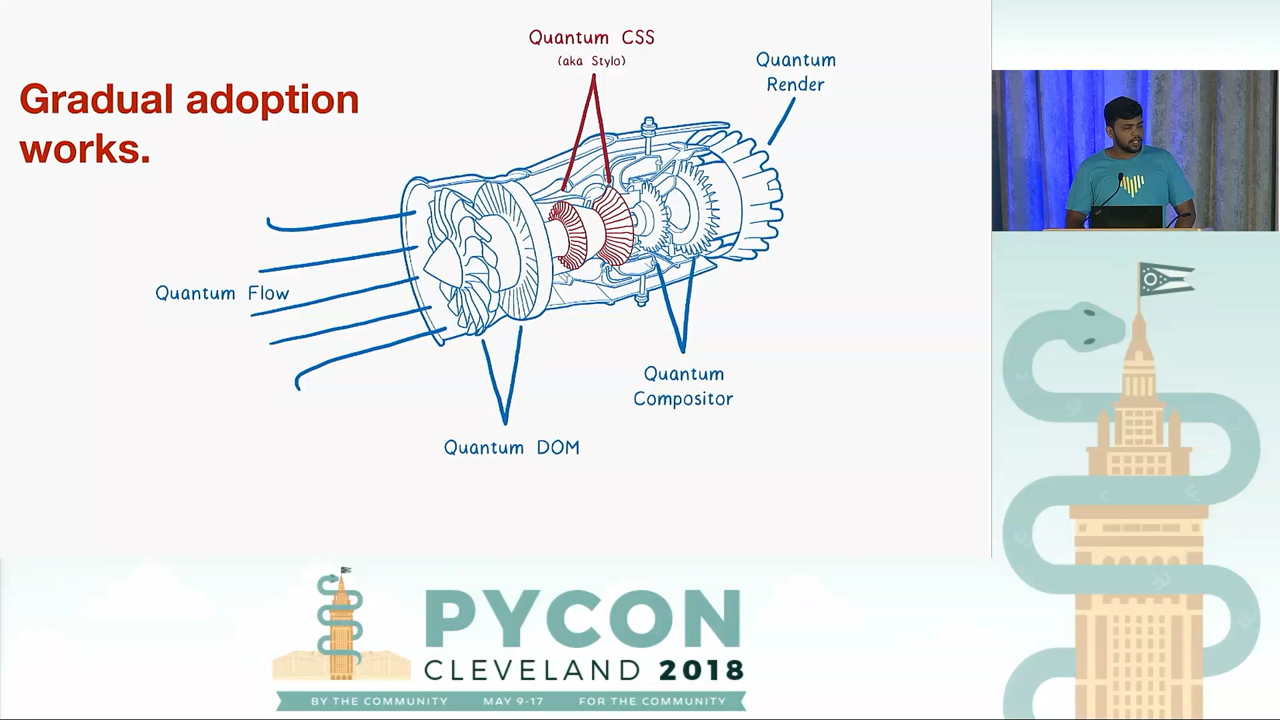 Gradual adoption
works.
Quantum CSS
(aka Stylo)
Quantum
Render
Quantum Flow
Quantum
Compositor
Quantum DOM
PYCON
CLEVELAND 2018
BY THE COMMUNITY MAY 9-17 FOR THE COMMUNITY